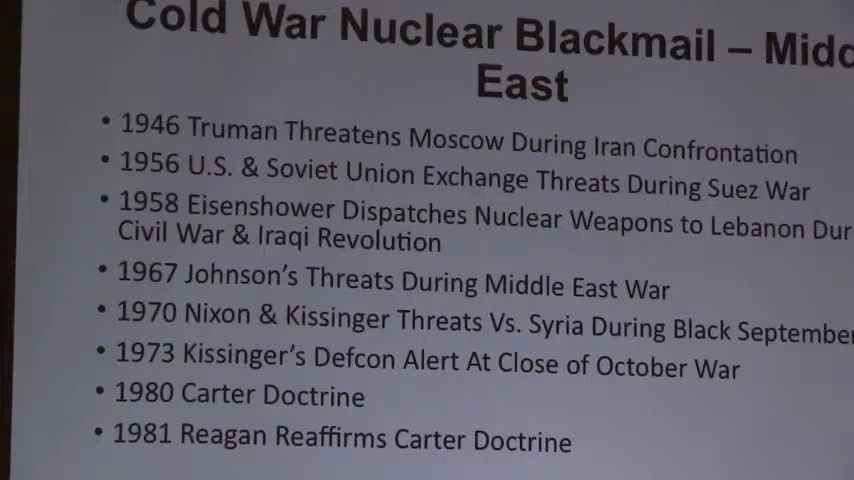 Cold War Nuclear Blackmail –
East
• 1946 Truman Threatens Moscow During Iran Confrontation
• 1956 U.S. & Soviet Union Exchange Threats During Suez War
• 1958 Eisenshower Dispatches Nuclear Weapons to Lebanon
Civil War & Iraqi Revolution
• 1967 Johnson's Threats During Middle East War
• 1970 Nixon & Kissinger Threats Vs. Syria During Black September
• 1973 Kissinger's Defcon Alert At Close of October War
• 1980 Carter Doctrine
• 1981 Reagan Reaffirms Carter Doctrine